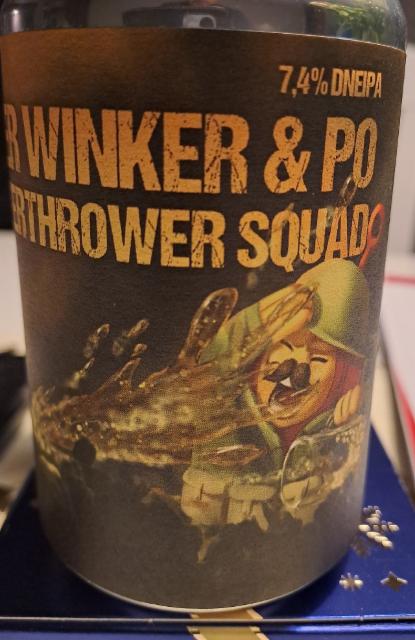 7,4% DNEIPA
R WINKER & PO
ERTHROWER SQUAD